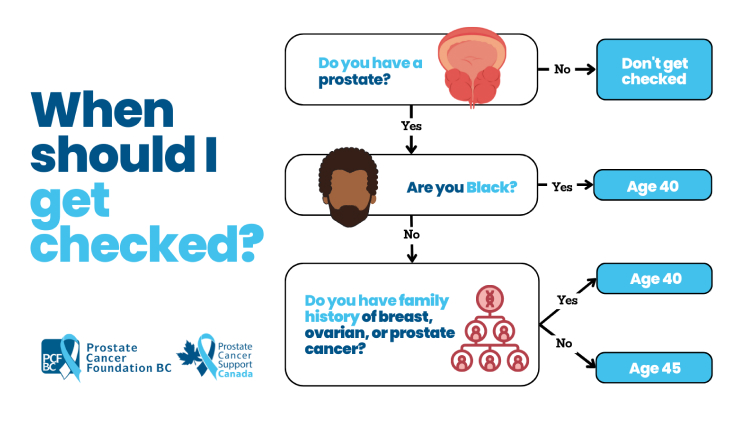 When
should I
get
checked?
Do you have a
prostate?
No
Don't get
checked
Yes
Are you Black?
Yes
Age 40
No
Do you have family
history of breast,
ovarian, or prostate
cancer?
Yes
Age 40
No
Age 45
PCF
BC
Prostate
Cancer
Foundation BC
Prostate
Cancer
Support
Canada